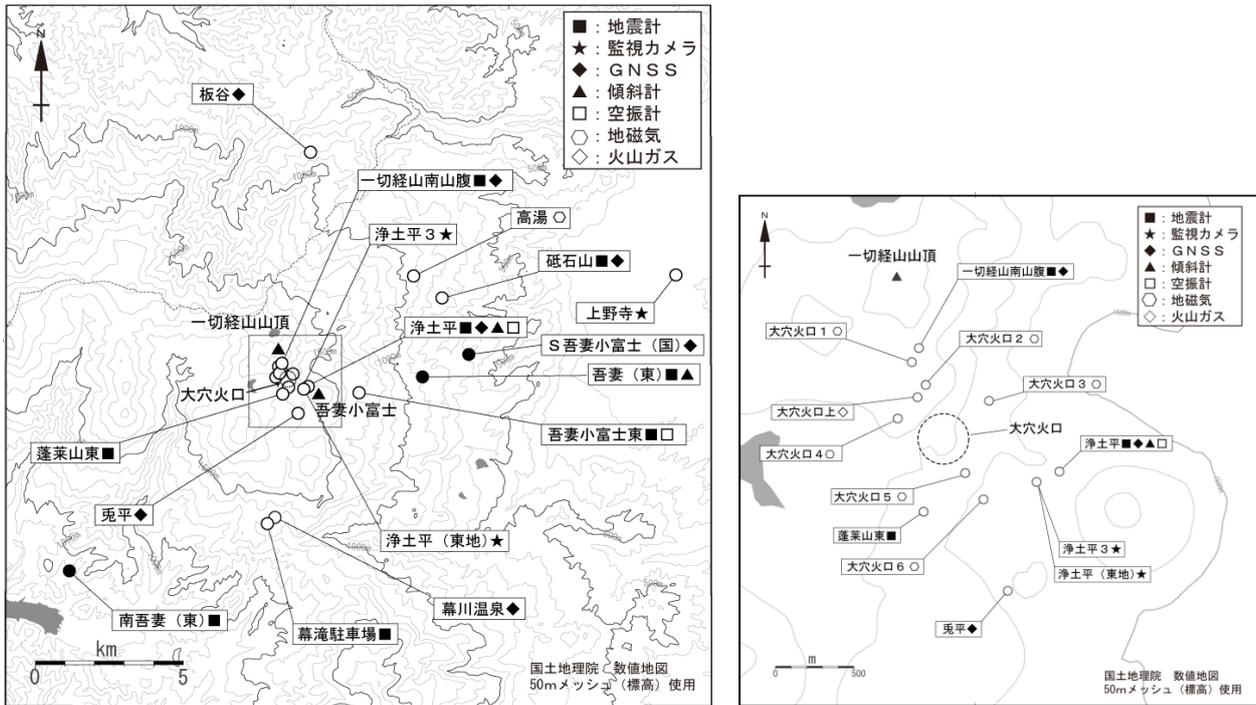 N
■：地震計
★：監視カメラ
◆：ＧＮＳＳ
▲：傾斜計
□：空振計
⬡：地磁気
◇：火山ガス
板谷◆
一切経山南山腹■◆
高湯⬡
浄土平３★
砥石山■◆
上野寺★
一切経山山頂
浄土平■◆▲□
Ｓ吾妻小富士（国）◆
吾妻（東）■▲
大穴火口
吾妻小富士
吾妻小富士東■□
蓬莱山東■
兎平◆
浄土平（東地）★
幕川温泉◆
南吾妻（東）■
幕滝駐車場■
km
0 5
国土地理院 数値地図
50mメッシュ（標高）使用
500m
1000m
1500m
N
■：地震計
★：監視カメラ
◆：ＧＮＳＳ
▲：傾斜計
□：空振計
⬡：地磁気
◇：火山ガス
一切経山山頂
一切経山南山腹■◆
大穴火口１⬡
大穴火口２⬡
大穴火口３⬡
大穴火口上◇
大穴火口
大穴火口４⬡
浄土平■◆▲□
大穴火口５⬡
蓬莱山東■
浄土平３★
大穴火口６⬡
浄土平（東地）★
兎平◆
m
0 500
国土地理院 数値地図
50mメッシュ（標高）使用
1500m